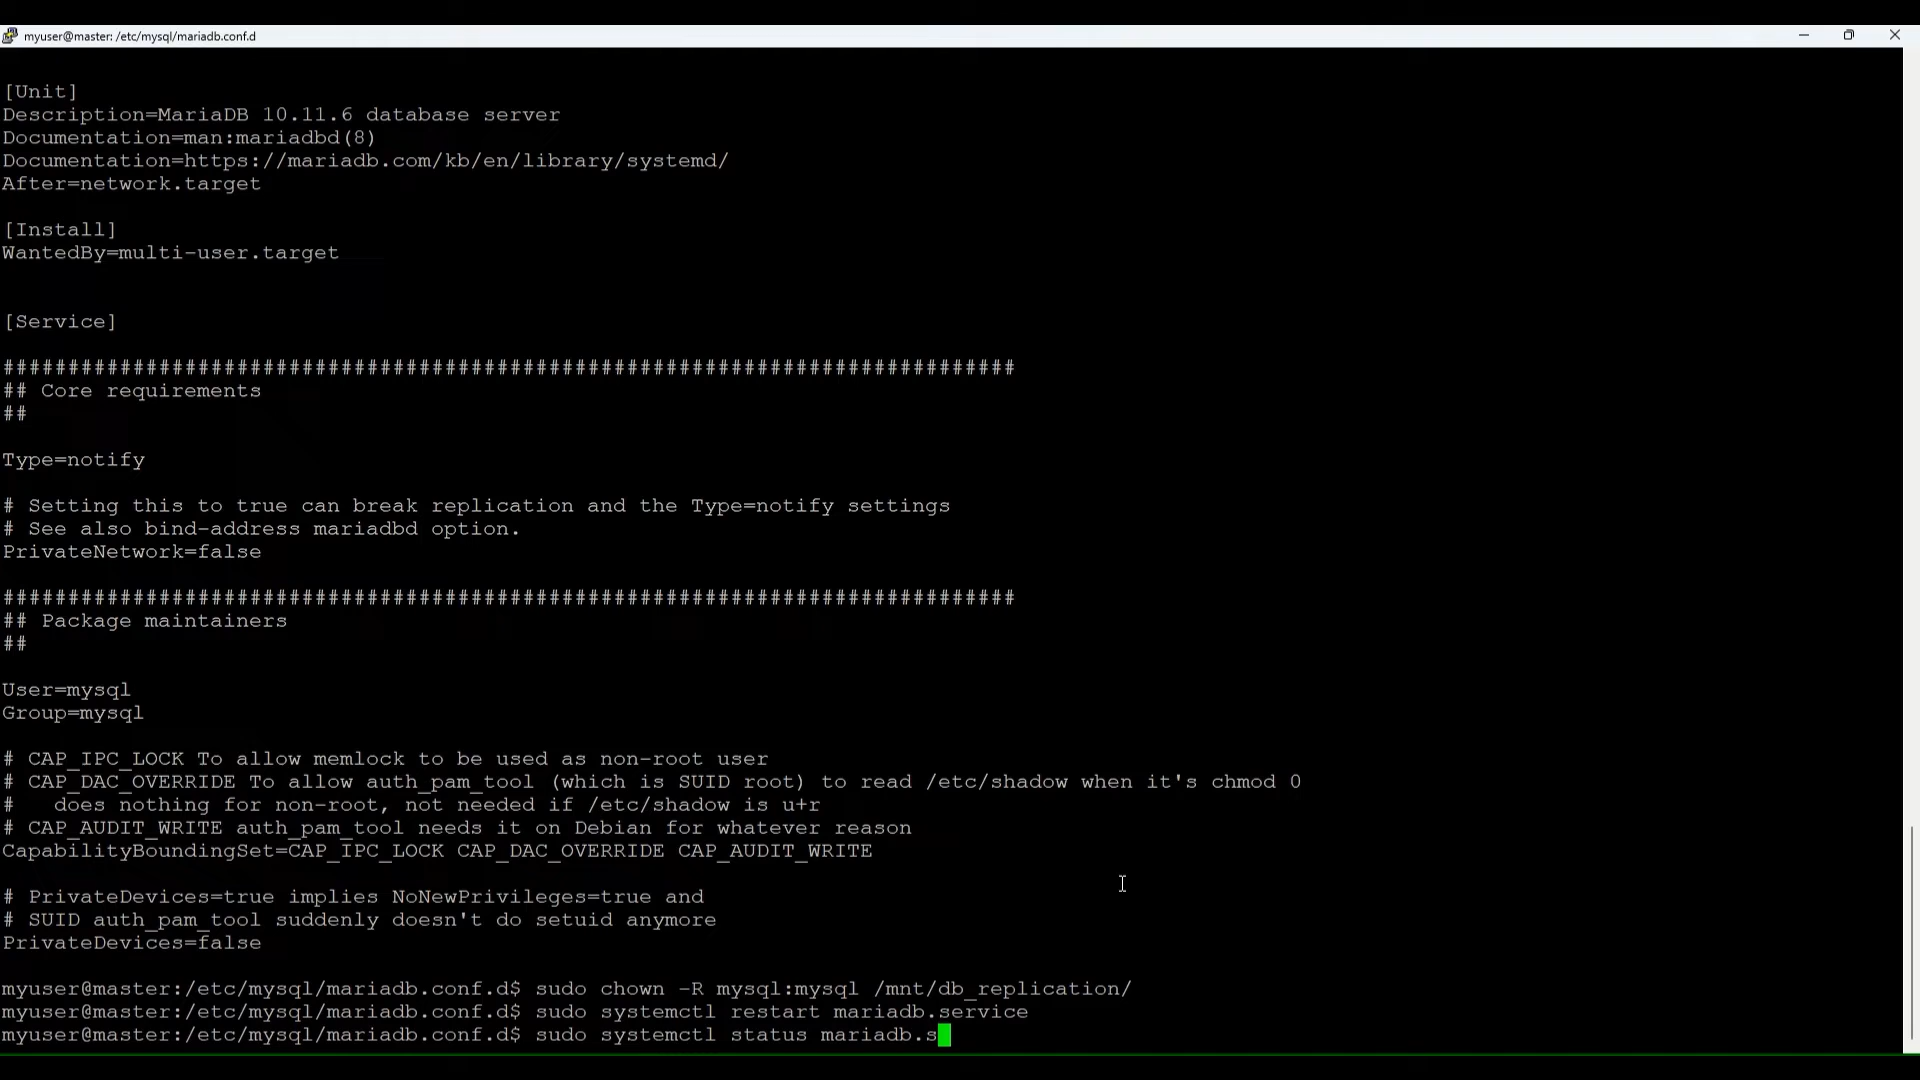 myuser@master: /etc/mysql/mariadb.conf.d
[Unit]
Description=MariaDB 10.11.6 database server
Documentation=man:mariadbd(8)
Documentation=https://mariadb.com/kb/en/library/systemd/
After=network.target
[Install]
WantedBy=multi-user.target
[Service]
##############################################################################
## Core requirements
##
Type=notify
# Setting this to true can break replication and the Type=notify settings
# See also bind-address mariadbd option.
PrivateNetwork=false
##############################################################################
## Package maintainers
##
User=mysql
Group=mysql
# CAP_IPC_LOCK To allow memlock to be used as non-root user
# CAP_DAC_OVERRIDE To allow auth_pam_tool (which is SUID root) to read /etc/shadow when it's chmod 0
#   does nothing for non-root, not needed if /etc/shadow is u+r
# CAP_AUDIT_WRITE auth_pam_tool needs it on Debian for whatever reason
CapabilityBoundingSet=CAP_IPC_LOCK CAP_DAC_OVERRIDE CAP_AUDIT_WRITE
# PrivateDevices=true implies NoNewPrivileges=true and
# SUID auth_pam_tool suddenly doesn't do setuid anymore
PrivateDevices=false
myuser@master:/etc/mysql/mariadb.conf.d$ sudo chown -R mysql:mysql /mnt/db_replication/
myuser@master:/etc/mysql/mariadb.conf.d$ sudo systemctl restart mariadb.service
myuser@master:/etc/mysql/mariadb.conf.d$ sudo systemctl status mariadb.s